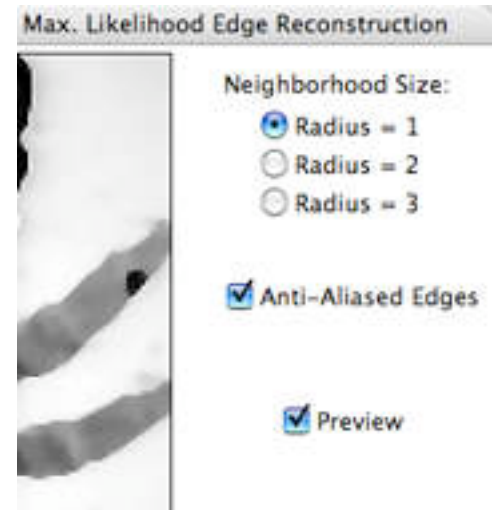 Max. Likelihood Edge Reconstruction
Neighborhood Size:
Radius = 1
Radius = 2
Radius = 3
Anti-Aliased Edges
Preview